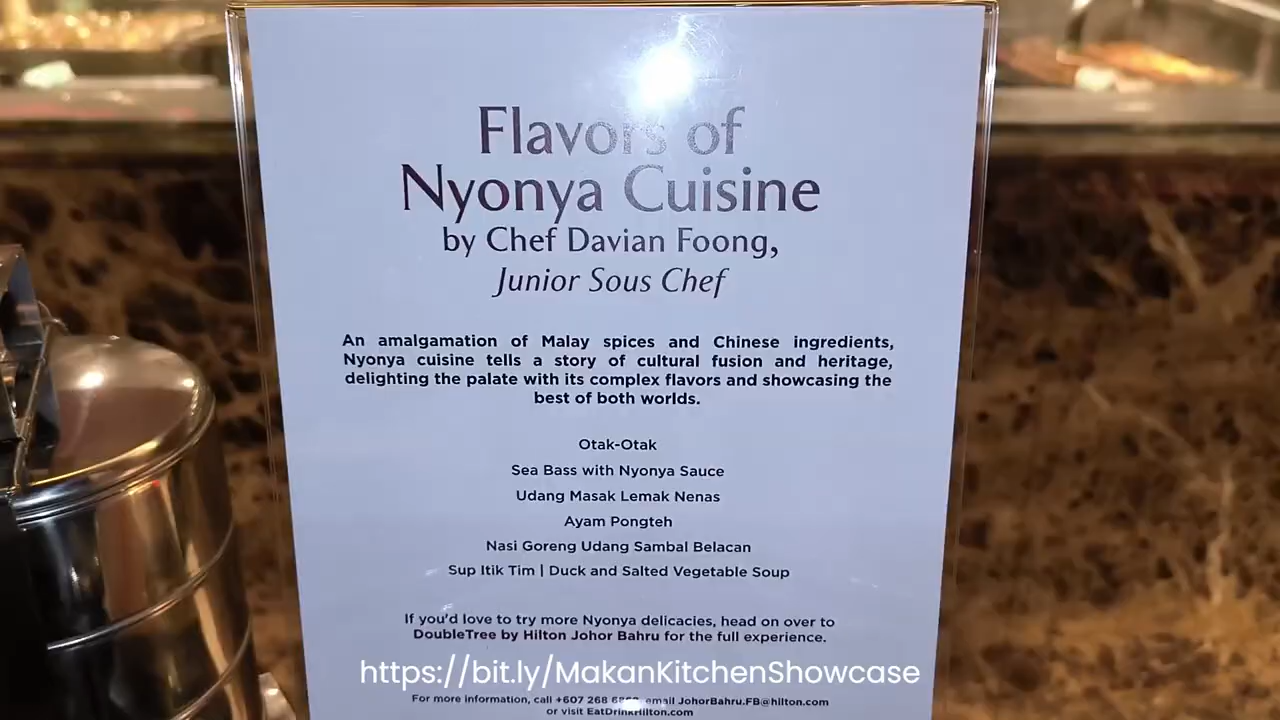 Flavors of
Nyonya Cuisine
by Chef Davian Foong,
Junior Sous Chef
An amalgamation of Malay spices and Chinese ingredients,
Nyonya cuisine tells a story of cultural fusion and heritage,
delighting the palate with its complex flavors and showcasing the
best of both worlds.
Otak-Otak
Sea Bass with Nyonya Sauce
Udang Masak Lemak Nenas
Ayam Pongteh
Nasi Goreng Udang Sambal Belacan
Sup Itik Tim | Duck and Salted Vegetable Soup
If you'd love to try more Nyonya delicacies, head on over to
DoubleTree by Hilton Johor Bahru for the full experience.
https://bit.ly/MakanKitchenShowcase
For more information, call +607 268 email JohorBahru.FB@hilton.com
or visit EatDrinkHilton.com